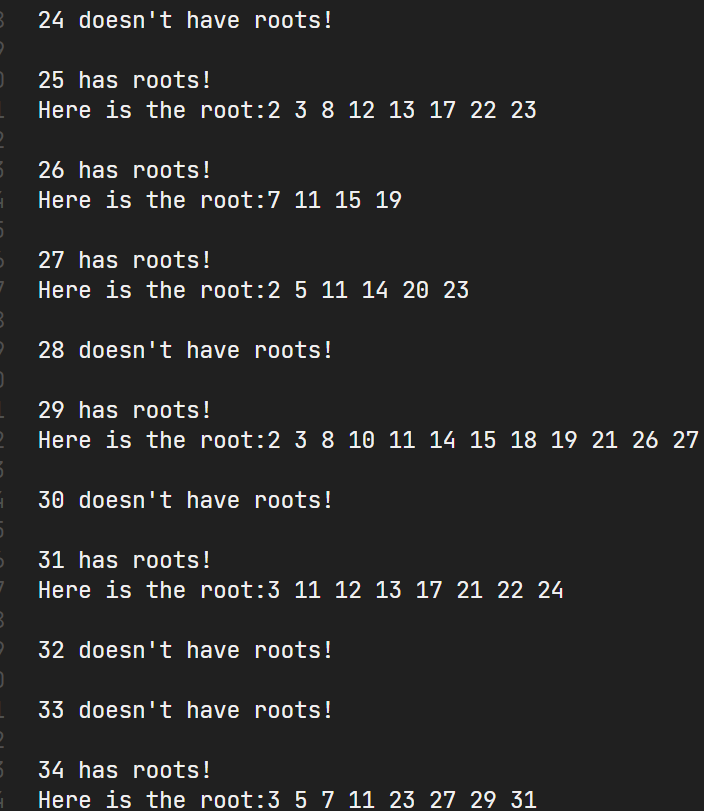 24 doesn't have roots!
25 has roots!
Here is the root:2 3 8 12 13 17 22 23
26 has roots!
Here is the root:7 11 15 19
27 has roots!
Here is the root:2 5 11 14 20 23
28 doesn't have roots!
29 has roots!
Here is the root:2 3 8 10 11 14 15 18 19 21 26 27
30 doesn't have roots!
31 has roots!
Here is the root:3 11 12 13 17 21 22 24
32 doesn't have roots!
33 doesn't have roots!
34 has roots!
Here is the root:3 5 7 11 23 27 29 31